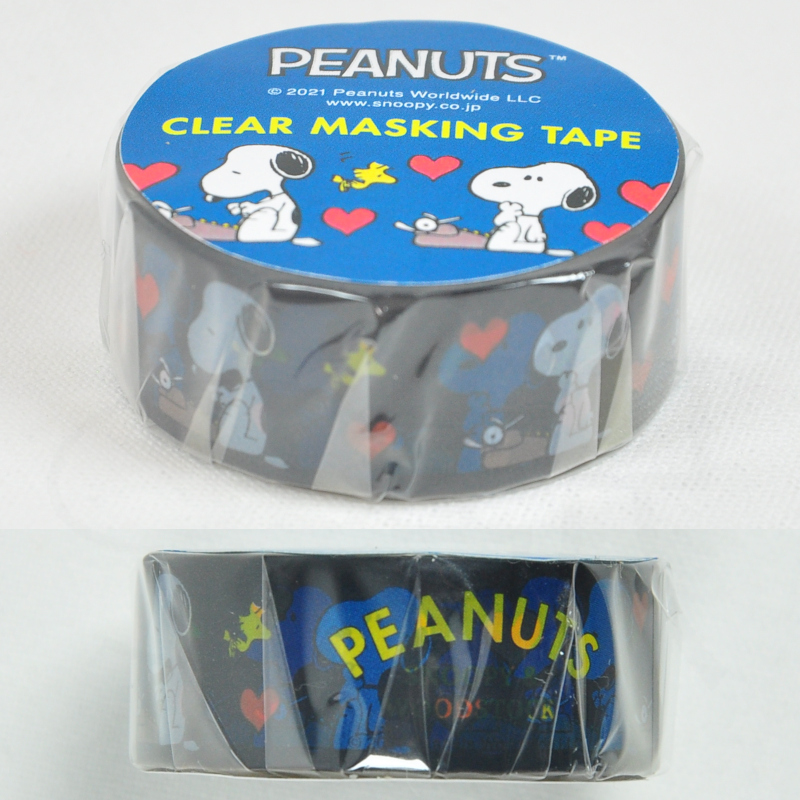 PEANUTS™
© 2021 Peanuts Worldwide LLC
www.snoopy.co.jp
CLEAR MASKING TAPE
PEANUTS